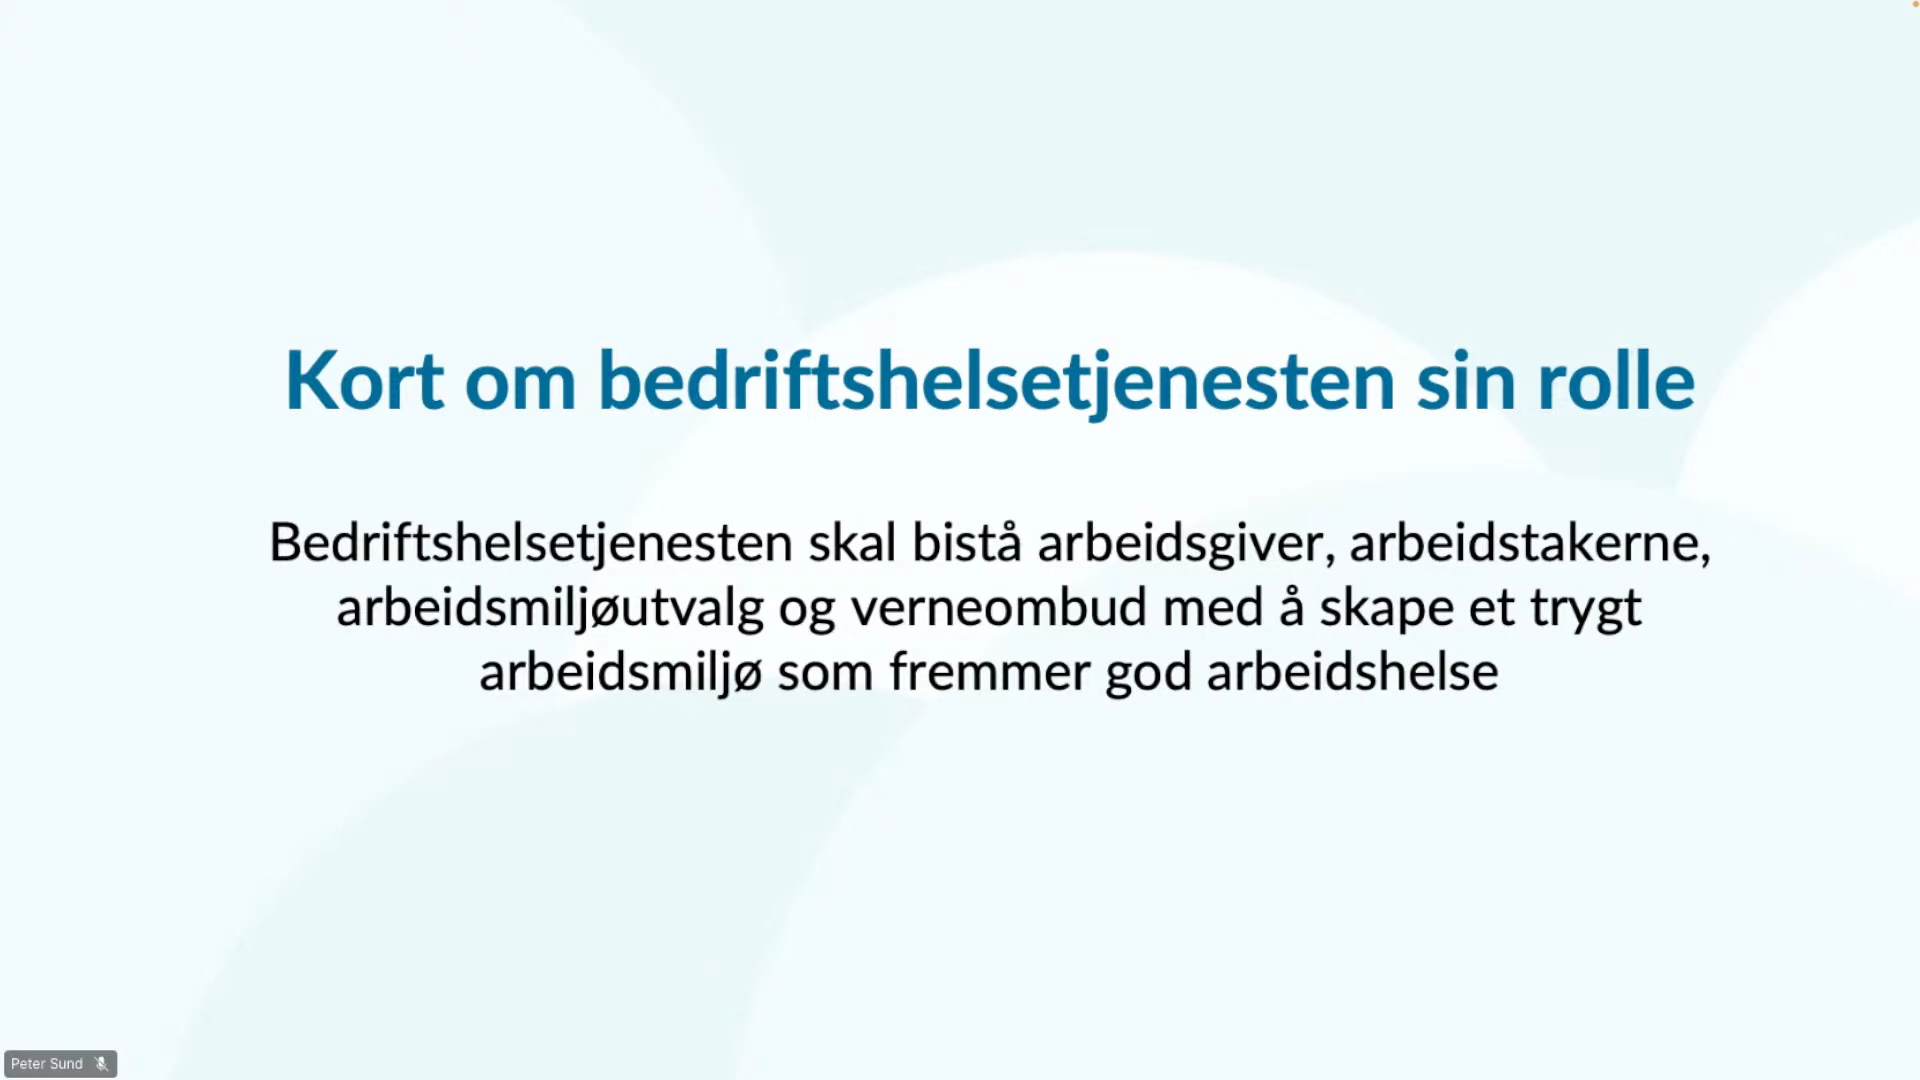 Kort om bedriftshelsetjenesten sin rolle
Bedriftshelsetjenesten skal bistå arbeidsgiver, arbeidstakerne,
arbeidsmiljøutvalg og verneombud med å skape et trygt
arbeidsmiljø som fremmer god arbeidshelse
Peter Sund